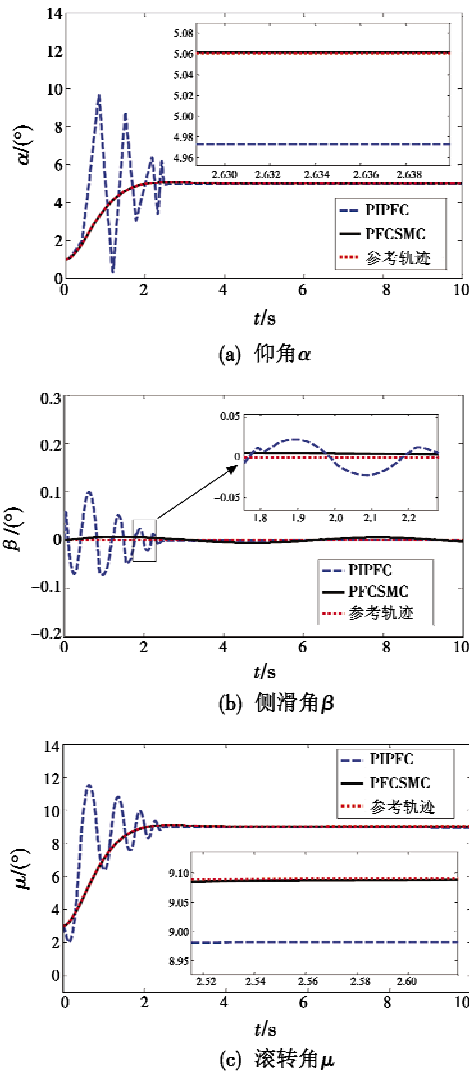 14
12
10
8
6
4
2
0
α/(°)
5.08
5.06
5.04
5.02
5.00
4.98
4.96
2.630 2.632 2.634 2.636 2.638
PIPFC
PFCSMC
参考轨迹
0 2 4 6 8 10
t/s
(a) 仰角α
0.3
0.2
0.1
0
-0.1
-0.2
β/(°)
0.05
0
-0.05
1.8 1.9 2.0 2.1 2.2
PIPFC
PFCSMC
参考轨迹
0 2 4 6 8 10
t/s
(b) 侧滑角β
14
12
10
8
6
4
2
0
μ/(°)
PIPFC
PFCSMC
参考轨迹
9.10
9.00
8.95
2.52 2.54 2.56 2.58 2.60
0 2 4 6 8 10
t/s
(c) 滚转角μ